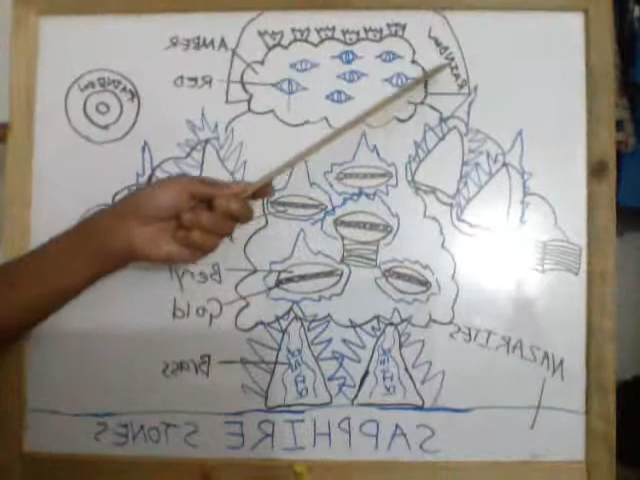 RAINBOW
AMBER
RED
RAINBOW
Beryl
Gold
NAZARITES
Brass
SAPPHIRE STONES